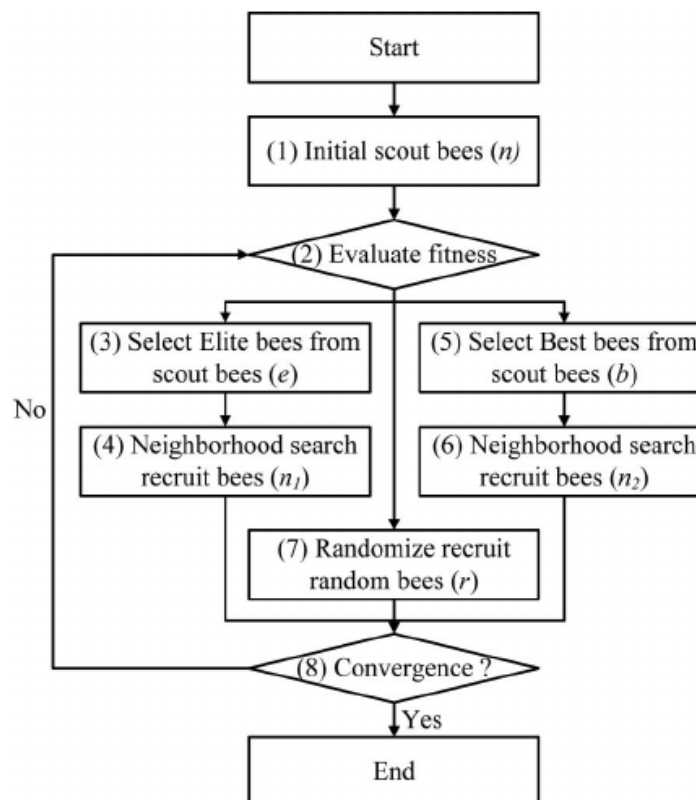 Start
(1) Initial scout bees (n)
(2) Evaluate fitness
(3) Select Elite bees from
scout bees (e)
(5) Select Best bees from
scout bees (b)
No
(4) Neighborhood search
recruit bees (n₁)
(6) Neighborhood search
recruit bees (n₂)
(7) Randomize recruit
random bees (r)
(8) Convergence ?
Yes
End